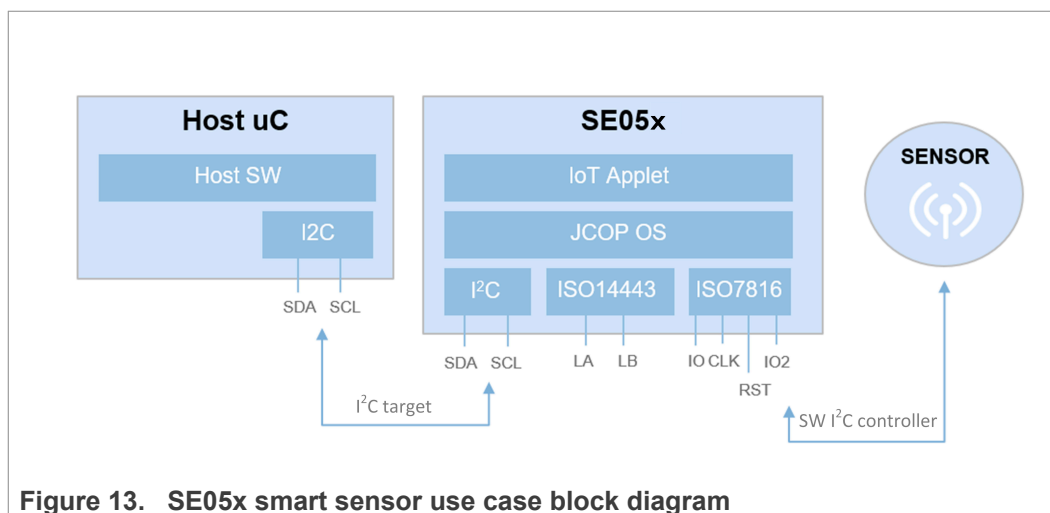 Host uC
Host SW
I2C
SDA SCL
SE05x
IoT Applet
JCOP OS
I²C ISO14443 ISO7816
SDA SCL LA LB IO CLK IO2
RST
SENSOR
I²C target
SW I²C controller
Figure 13. SE05x smart sensor use case block diagram